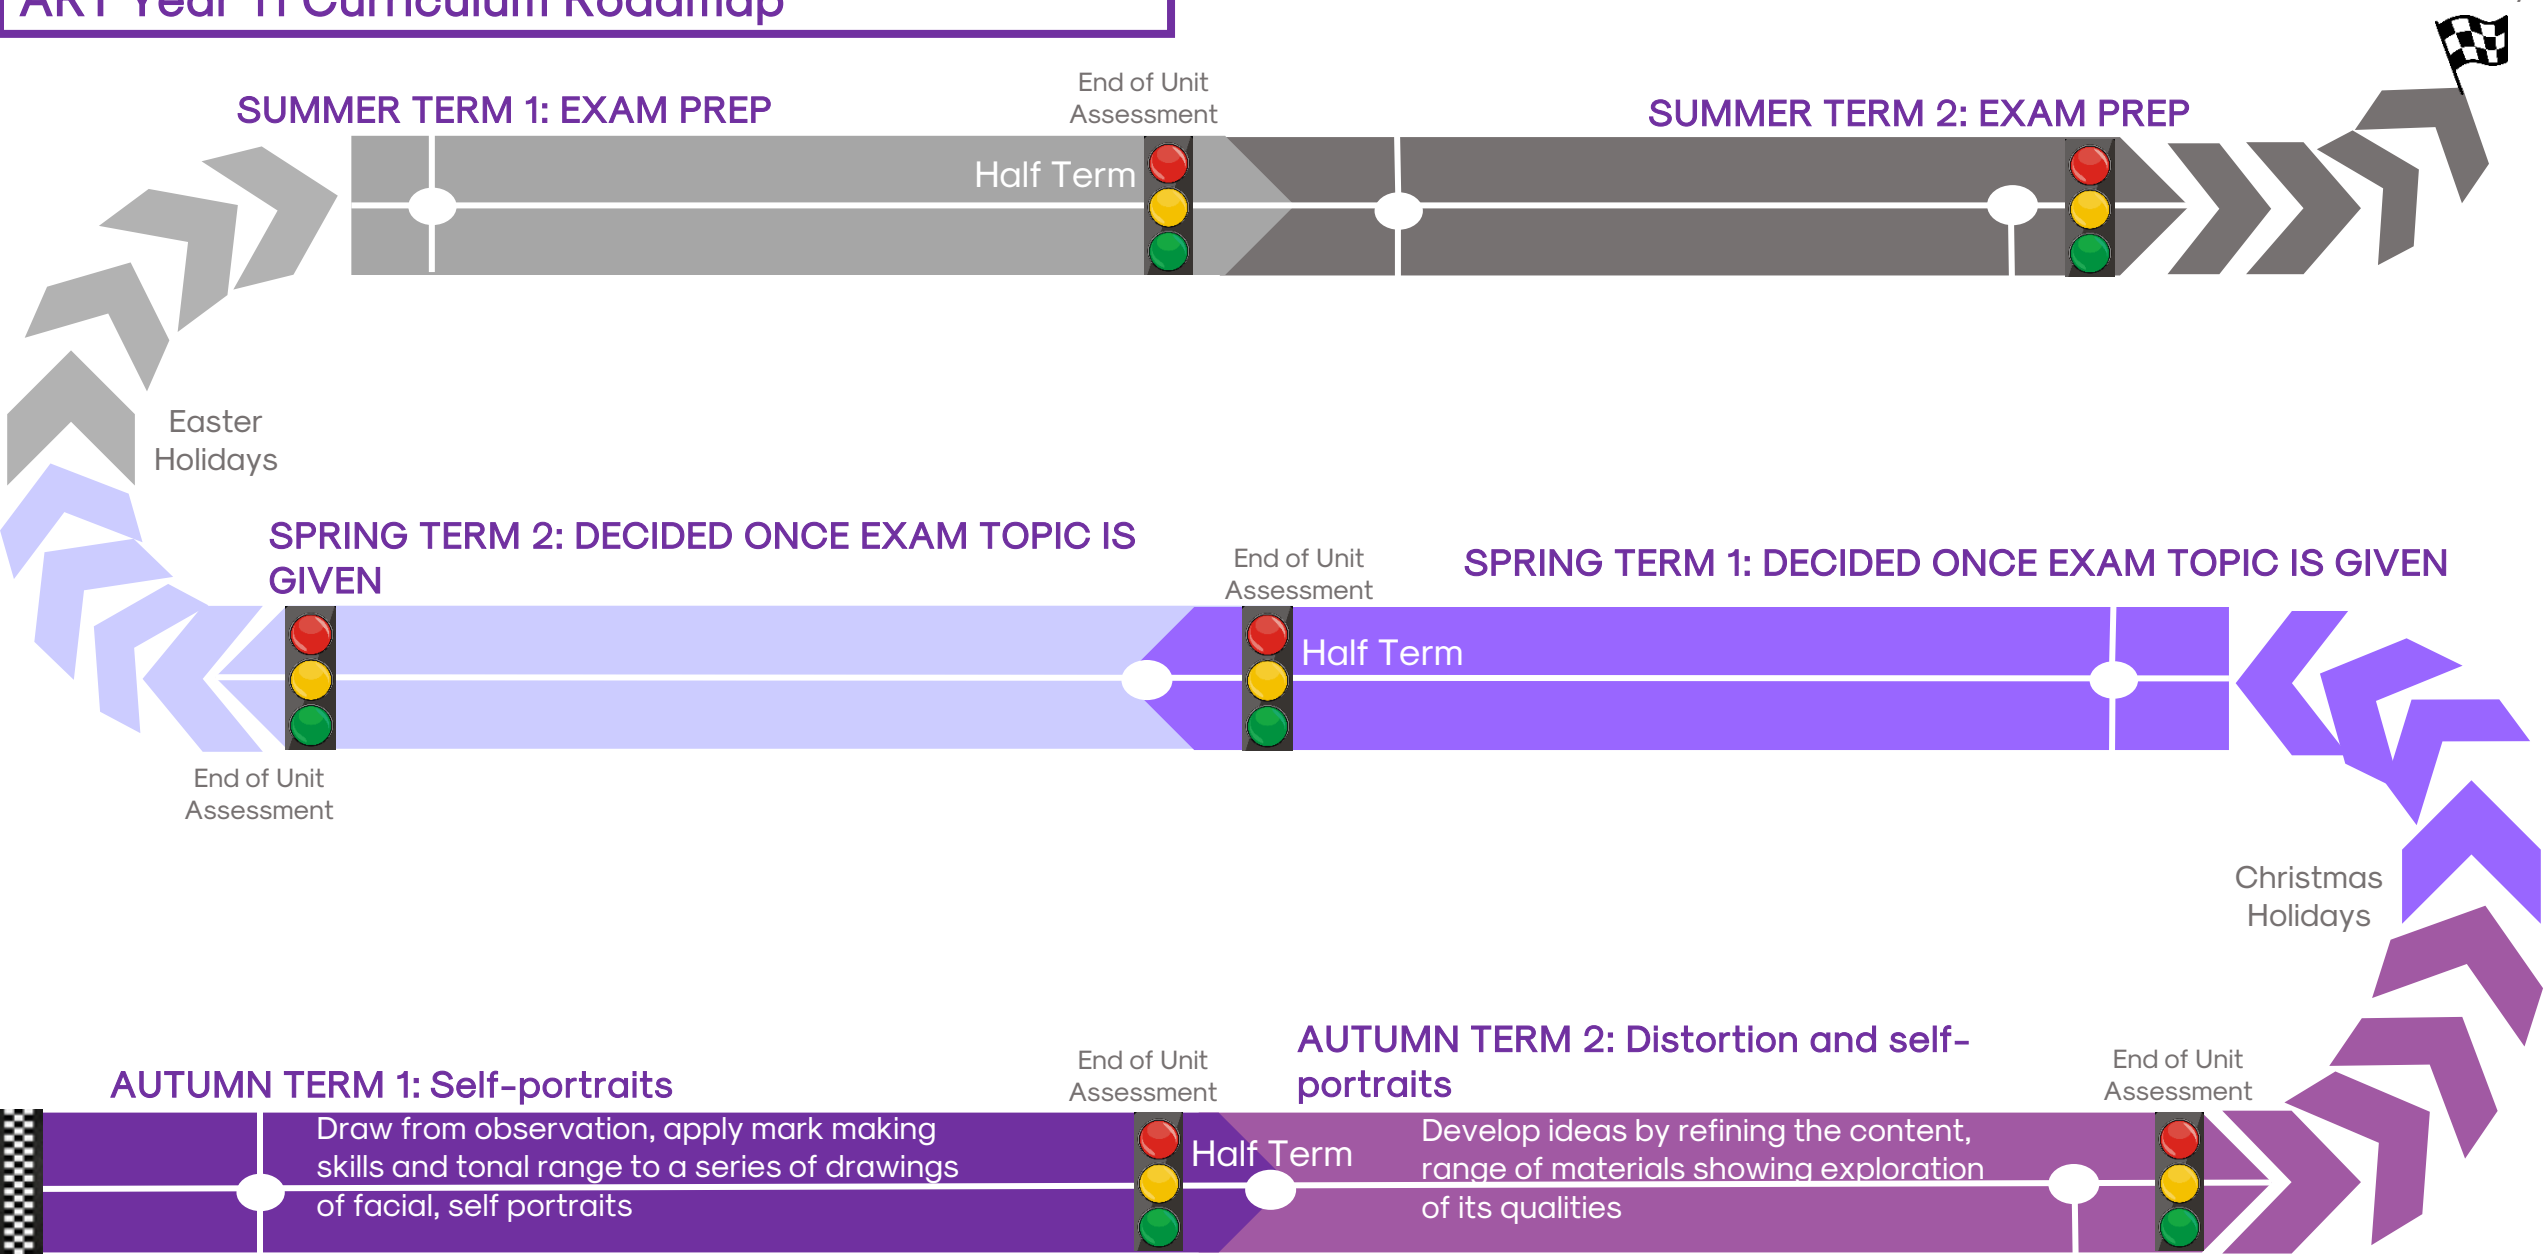 ART Year 11 Curriculum Roadmap
SUMMER TERM 1: EXAM PREP
End of Unit
Assessment
Half Term
SUMMER TERM 2: EXAM PREP
Easter
Holidays
SPRING TERM 2: DECIDED ONCE EXAM TOPIC IS
GIVEN
End of Unit
Assessment
Half Term
SPRING TERM 1: DECIDED ONCE EXAM TOPIC IS GIVEN
End of Unit
Assessment
Christmas
Holidays
AUTUMN TERM 1: Self-portraits
Draw from observation, apply mark making
skills and tonal range to a series of drawings
of facial, self portraits
End of Unit
Assessment
Half Term
AUTUMN TERM 2: Distortion and self-
portraits
Develop ideas by refining the content,
range of materials showing exploration
of its qualities
End of Unit
Assessment